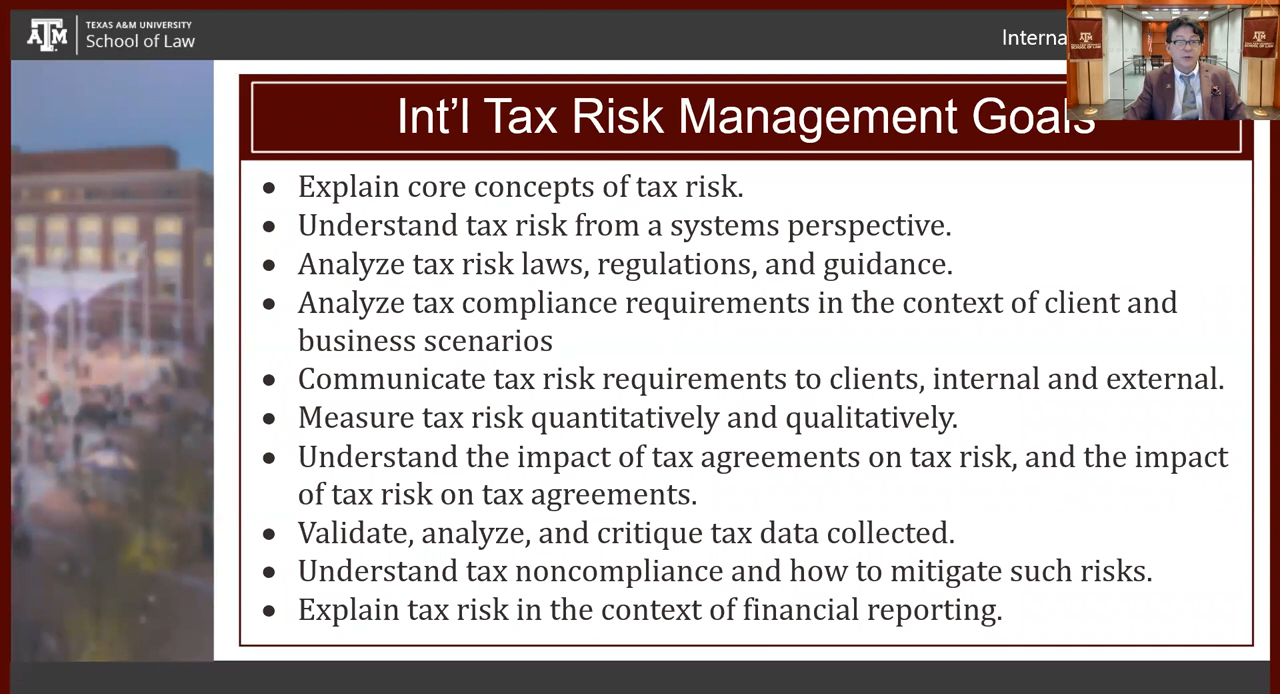 TEXAS A&M UNIVERSITY
School of Law
Int'l Tax Risk Management Goals
• Explain core concepts of tax risk.
• Understand tax risk from a systems perspective.
• Analyze tax risk laws, regulations, and guidance.
• Analyze tax compliance requirements in the context of client and
business scenarios
• Communicate tax risk requirements to clients, internal and external.
• Measure tax risk quantitatively and qualitatively.
• Understand the impact of tax agreements on tax risk, and the impact
of tax risk on tax agreements.
• Validate, analyze, and critique tax data collected.
• Understand tax noncompliance and how to mitigate such risks.
• Explain tax risk in the context of financial reporting.